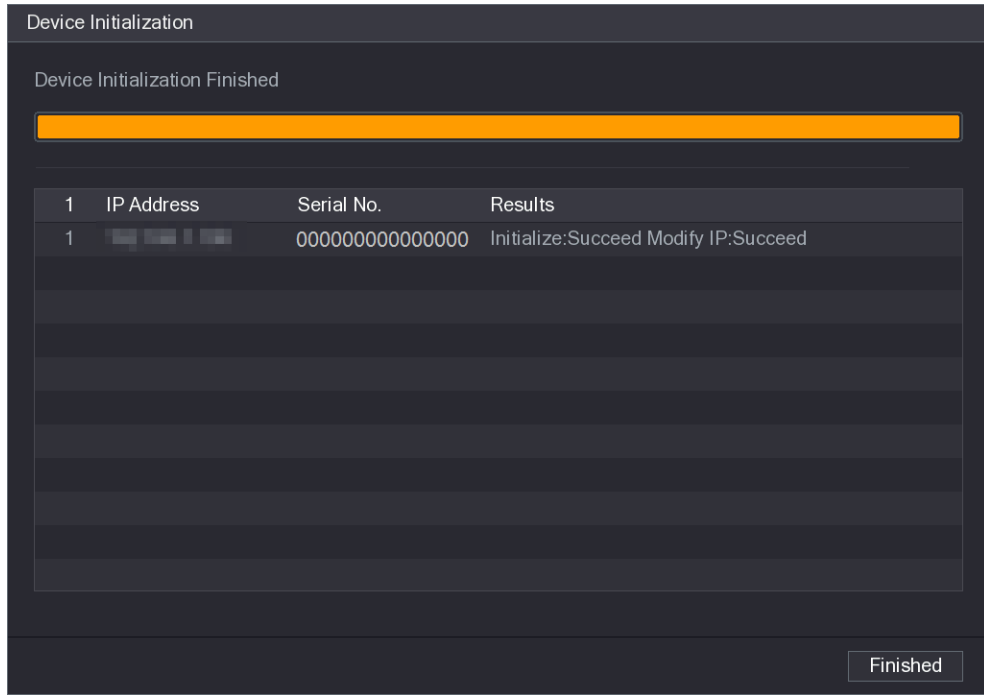 Device Initialization
Device Initialization Finished
1 IP Address Serial No. Results
1 000000000000000 Initialize:Succeed Modify IP:Succeed
Finished